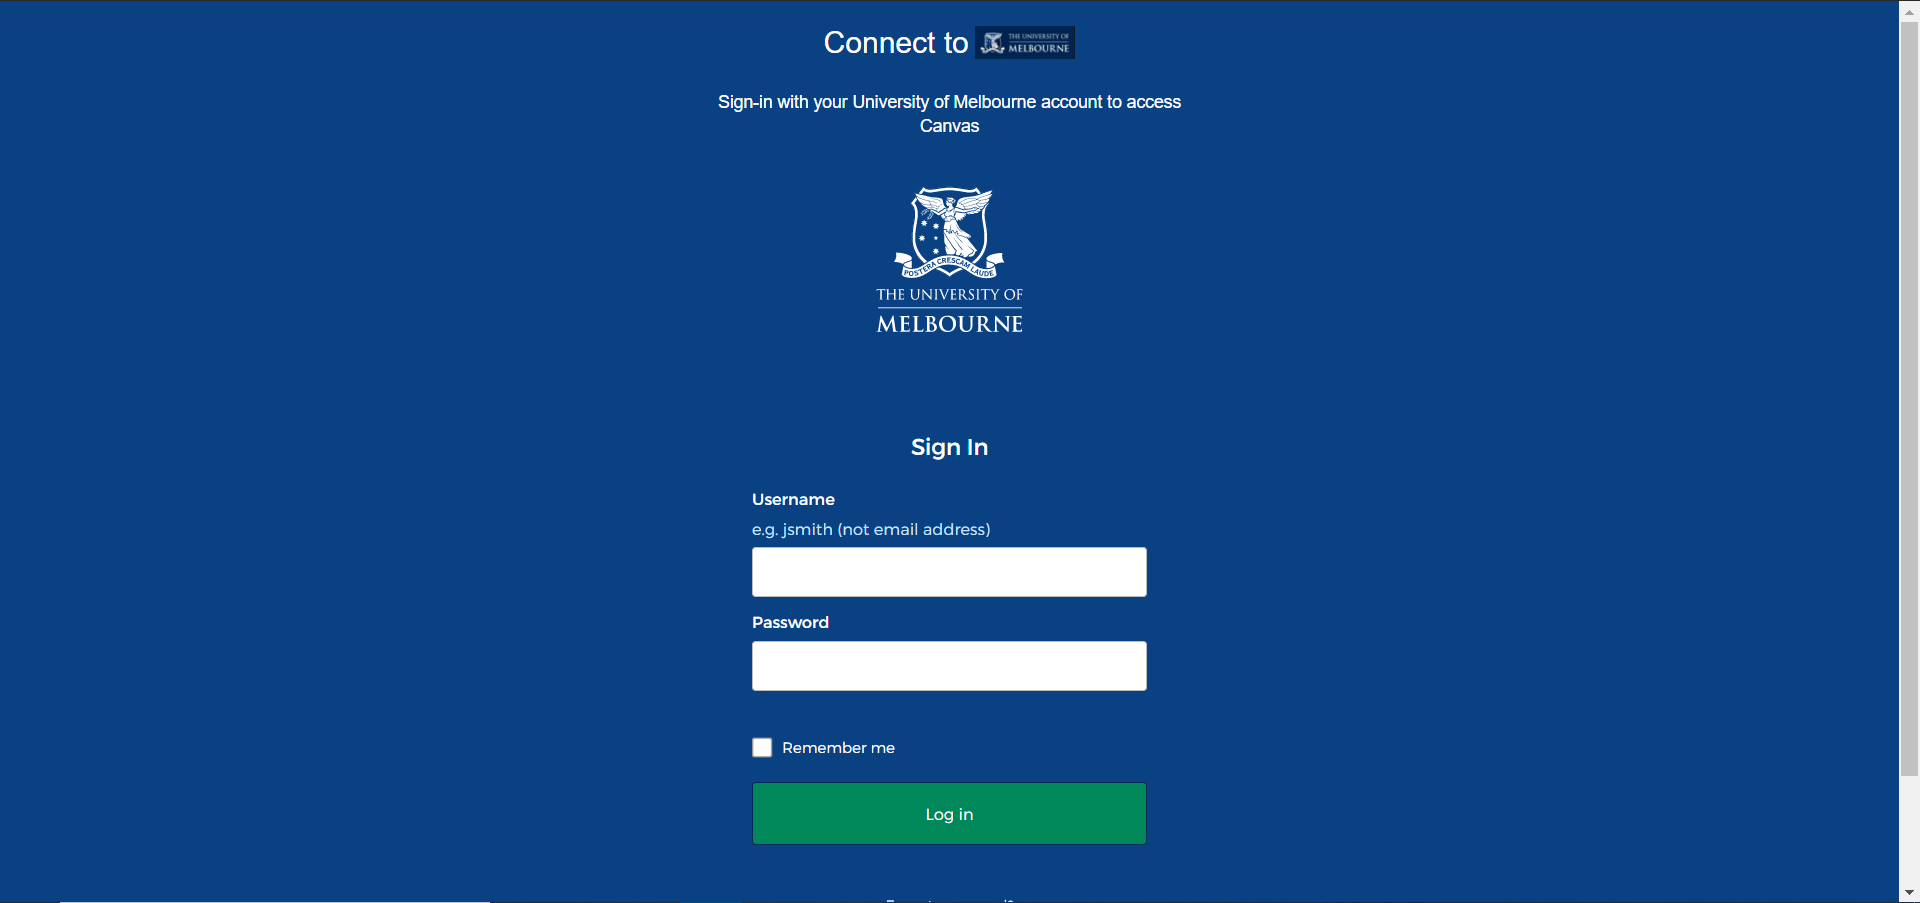 Connect to THE UNIVERSITY OF MELBOURNE
Sign-in with your University of Melbourne account to access
Canvas
POSTERA CRESCAM LAUDE
THE UNIVERSITY OF
MELBOURNE
Sign In
Username
e.g. jsmith (not email address)
Password
Remember me
Log in